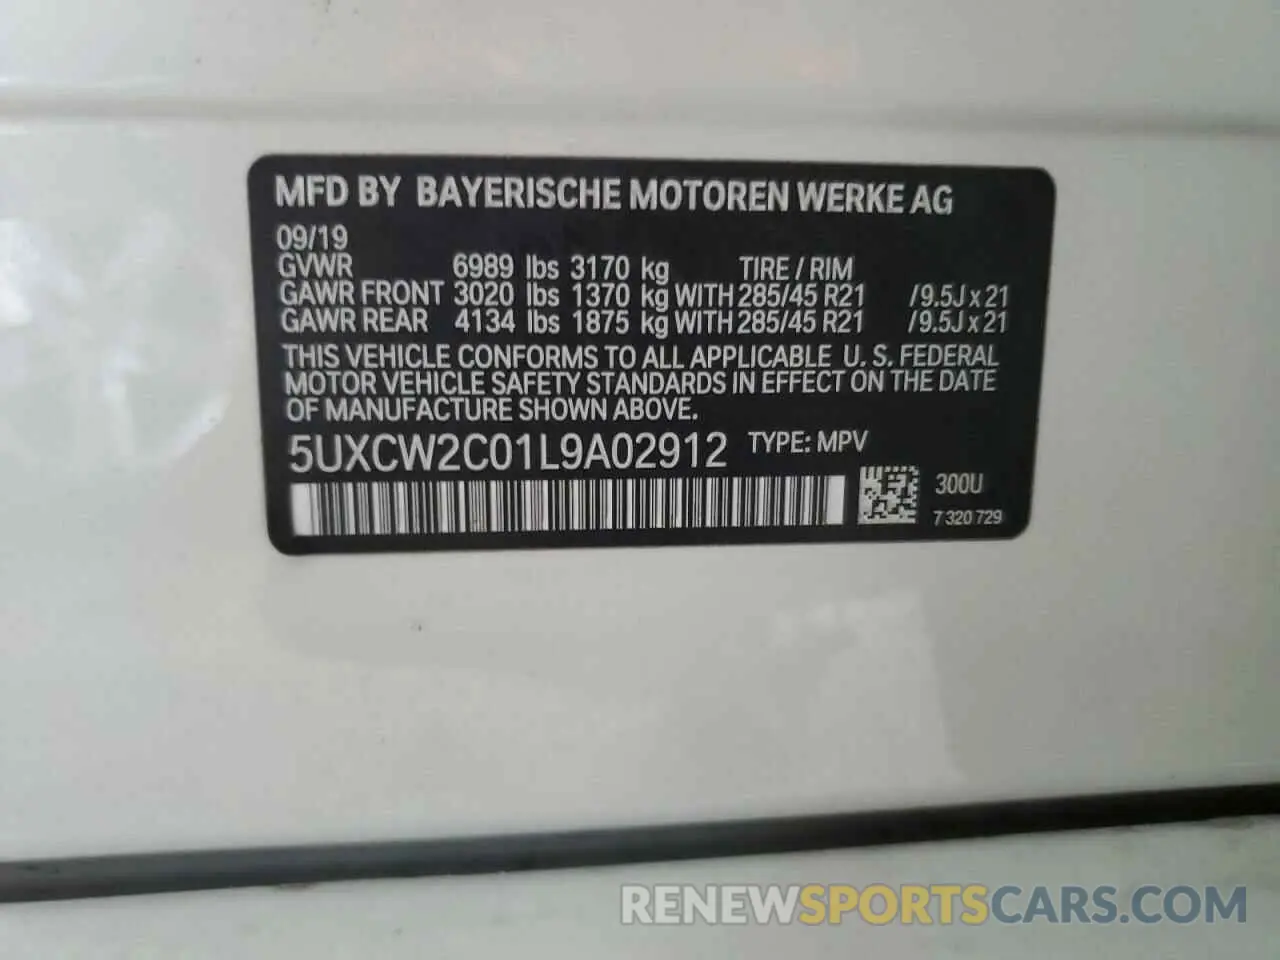 MFD BY BAYERISCHE MOTOREN WERKE AG
09/19
GVWR 6989 lbs 3170 kg TIRE / RIM
GAWR FRONT 3020 lbs 1370 kg WITH 285/45 R21 /9.5J x 21
GAWR REAR 4134 lbs 1875 kg WITH 285/45 R21 /9.5J x 21
THIS VEHICLE CONFORMS TO ALL APPLICABLE U. S. FEDERAL
MOTOR VEHICLE SAFETY STANDARDS IN EFFECT ON THE DATE
OF MANUFACTURE SHOWN ABOVE.
5UXCW2C01L9A02912 TYPE: MPV
300U
7 320 729
RENEWSPORTSCARS.COM